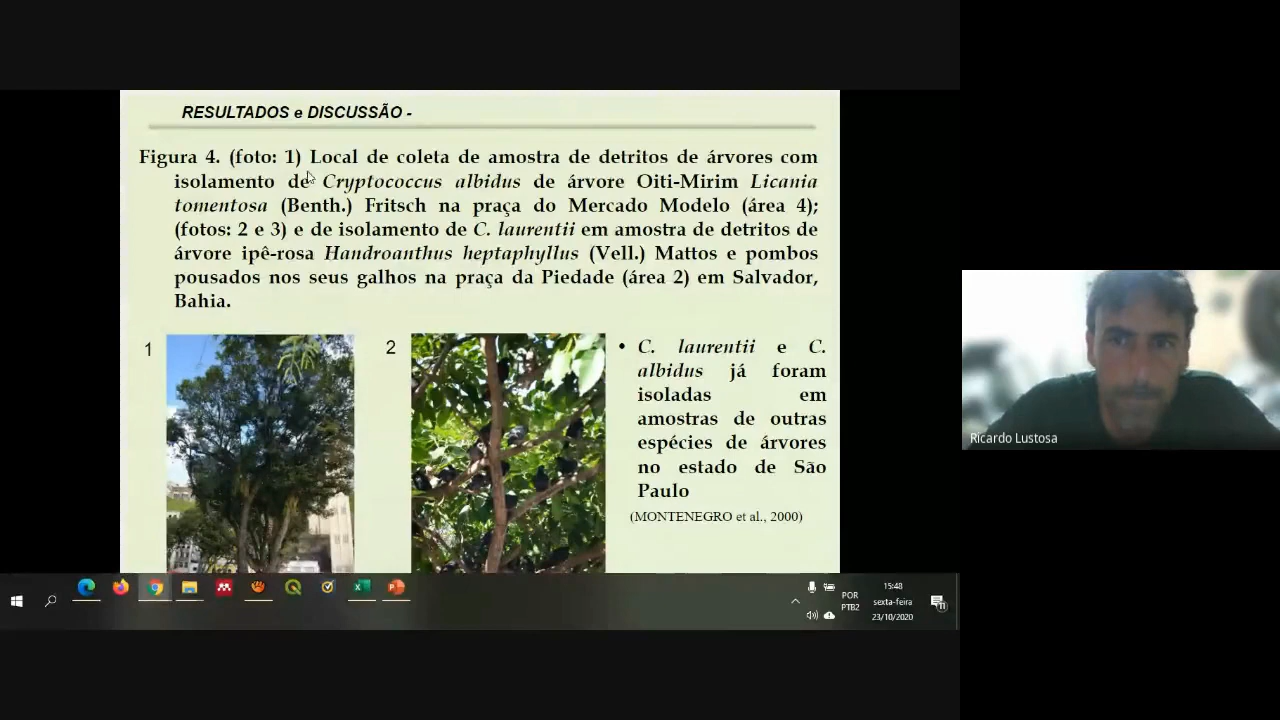 RESULTADOS e DISCUSSÃO -
Figura 4. (foto: 1) Local de coleta de amostra de detritos de árvores com
isolamento de Cryptococcus albidus de árvore Oiti-Mirim Licania
tomentosa (Benth.) Fritsch na praça do Mercado Modelo (área 4);
(fotos: 2 e 3) e de isolamento de C. laurentii em amostra de detritos de
árvore ipê-rosa Handroanthus heptaphyllus (Vell.) Mattos e pombos
pousados nos seus galhos na praça da Piedade (área 2) em Salvador,
Bahia.
1
2
• C. laurentii e C.
albidus já foram
isoladas em
amostras de outras
espécies de árvores
no estado de São
Paulo
(MONTENEGRO et al., 2000)
Ricardo Lustosa
POR
PTB2
15:48
sexta-feira
23/10/2020